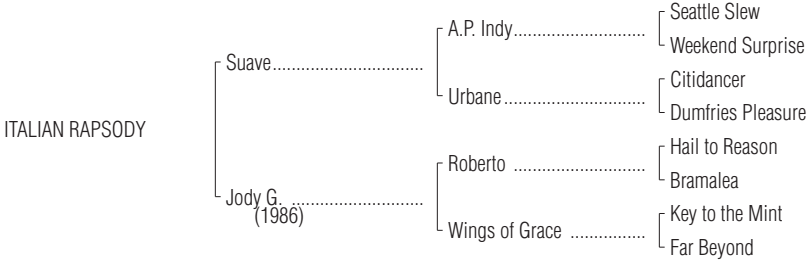 Seattle Slew
A.P. Indy..............................
Weekend Surprise
Suave..................................
Citidancer
Urbane................................
Dumfries Pleasure
ITALIAN RAPSODY
Hail to Reason
Roberto ..............................
Bramalea
Jody G. ..............................
(1986)
Key to the Mint
Wings of Grace .................
Far Beyond